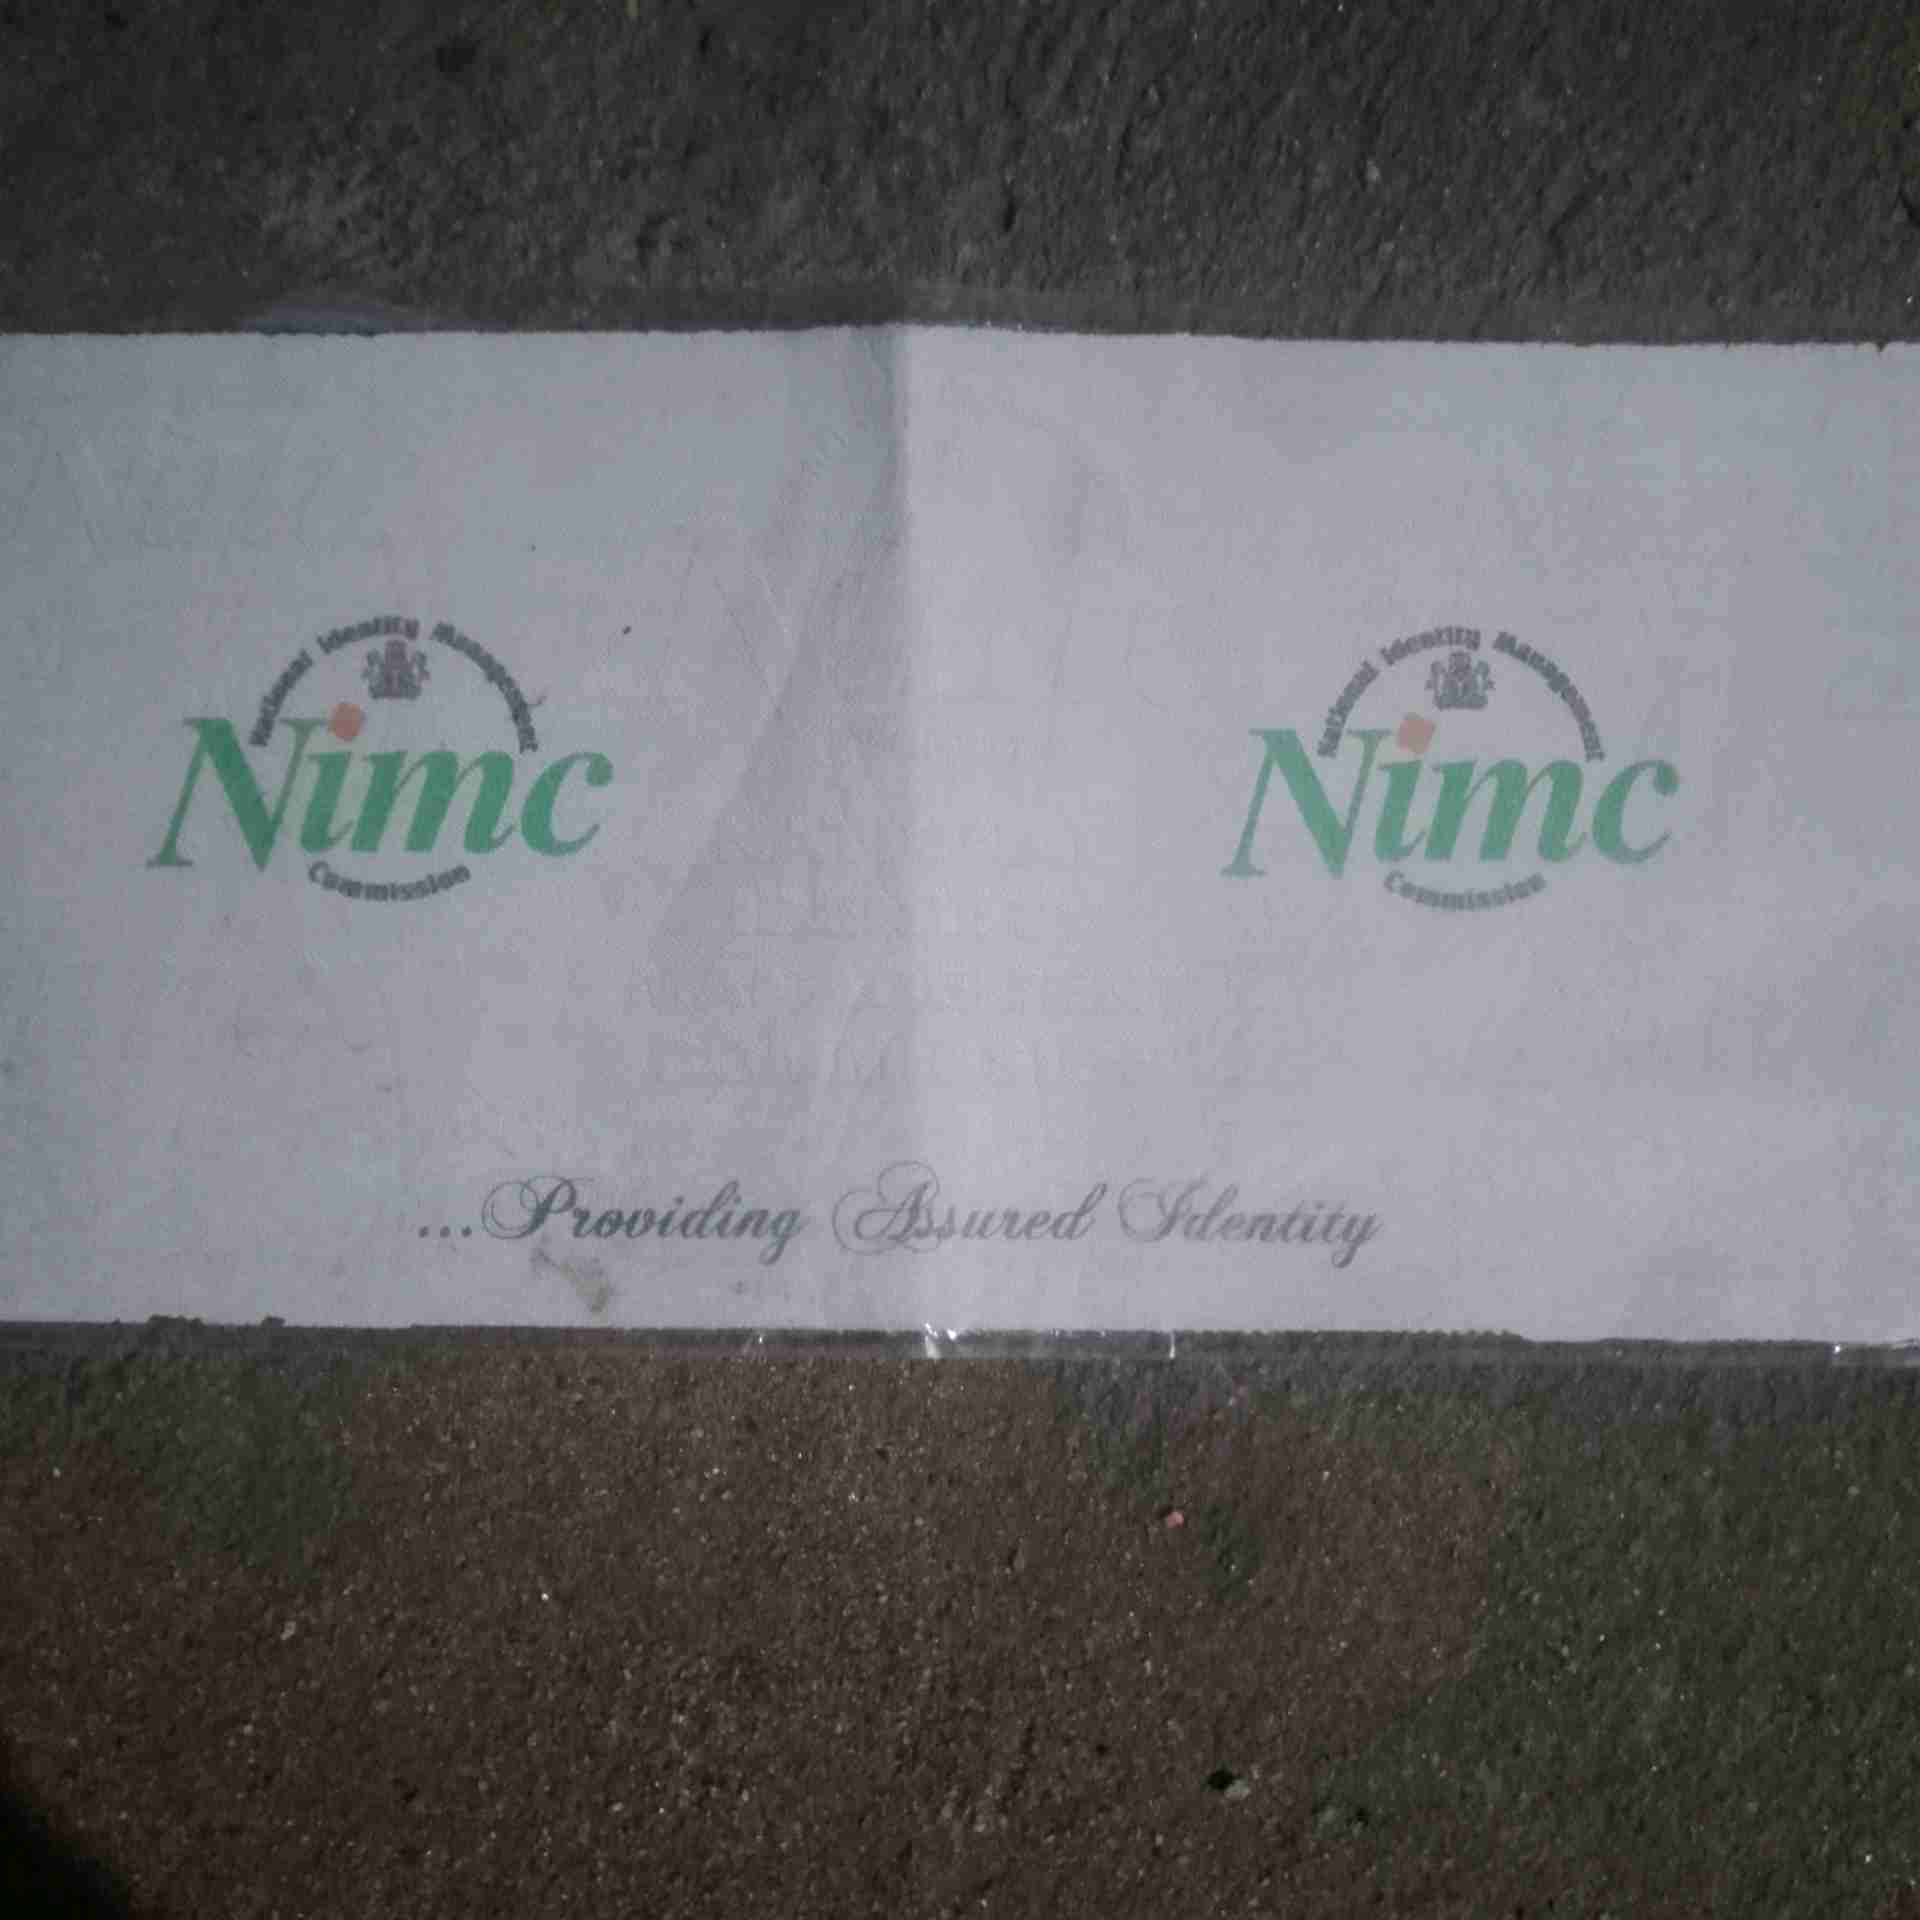 National Identity Management
Nimc
Commission
National Identity Management
Nimc
Commission
...Providing Assured Identity